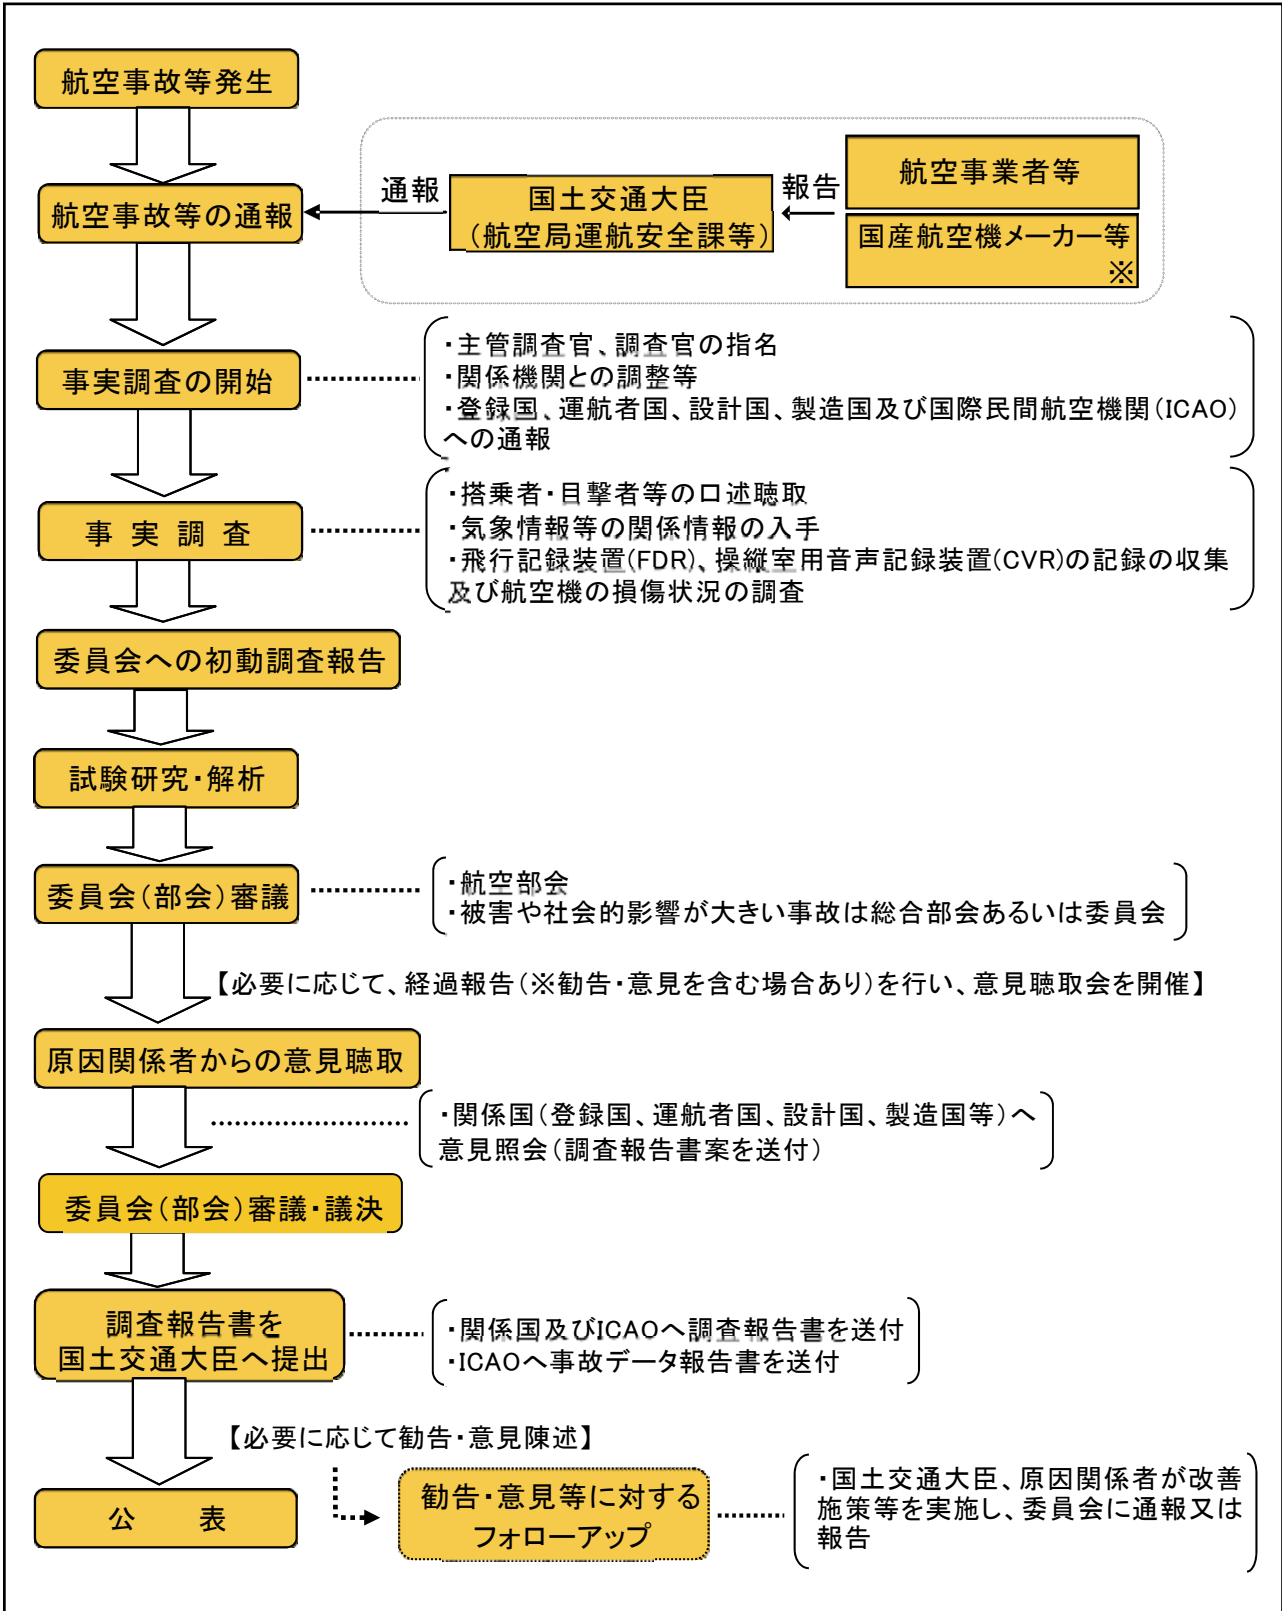 航空事故等発生
航空事故等の通報
通報
国土交通大臣
(航空局運航安全課等)
報告
航空事業者等
国産航空機メーカー等
※
事実調査の開始
・主管調査官、調査官の指名
・関係機関との調整等
・登録国、運航者国、設計国、製造国及び国際民間航空機関(ICAO)
への通報
事実調査
・搭乗者・目撃者等の口述聴取
・気象情報等の関係情報の入手
・飛行記録装置(FDR)、操縦室用音声記録装置(CVR)の記録の収集
及び航空機の損傷状況の調査
委員会への初動調査報告
試験研究・解析
委員会(部会)審議
・航空部会
・被害や社会的影響が大きい事故は総合部会あるいは委員会
【必要に応じて、経過報告(※勧告・意見を含む場合あり)を行い、意見聴取会を開催】
原因関係者からの意見聴取
・関係国(登録国、運航者国、設計国、製造国等)へ
意見照会(調査報告書案を送付)
委員会(部会)審議・議決
調査報告書を
国土交通大臣へ提出
・関係国及びICAOへ調査報告書を送付
・ICAOへ事故データ報告書を送付
【必要に応じて勧告・意見陳述】
公　表
勧告・意見等に対する
フォローアップ
・国土交通大臣、原因関係者が改善
施策等を実施し、委員会に通報又は
報告